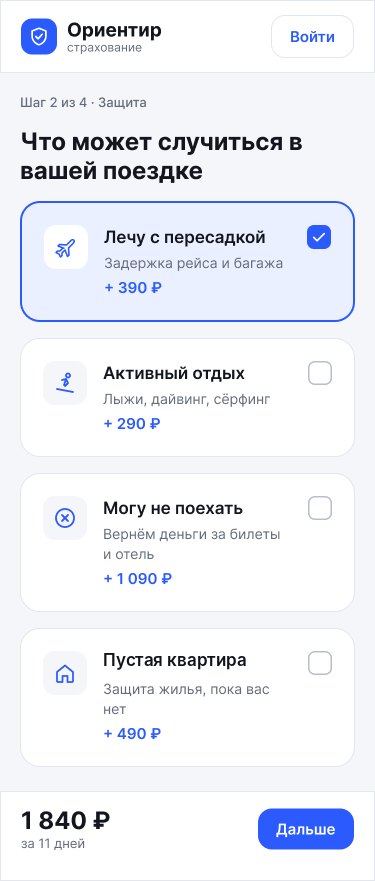 Ориентир
страхование
Войти
Шаг 2 из 4 · Защита
Что может случиться в
вашей поездке
Лечу с пересадкой
Задержка рейса и багажа
+ 390 ₽
Активный отдых
Лыжи, дайвинг, сёрфинг
+ 290 ₽
Могу не поехать
Вернём деньги за билеты
и отель
+ 1 090 ₽
Пустая квартира
Защита жилья, пока вас
нет
+ 490 ₽
1 840 ₽
за 11 дней
Дальше